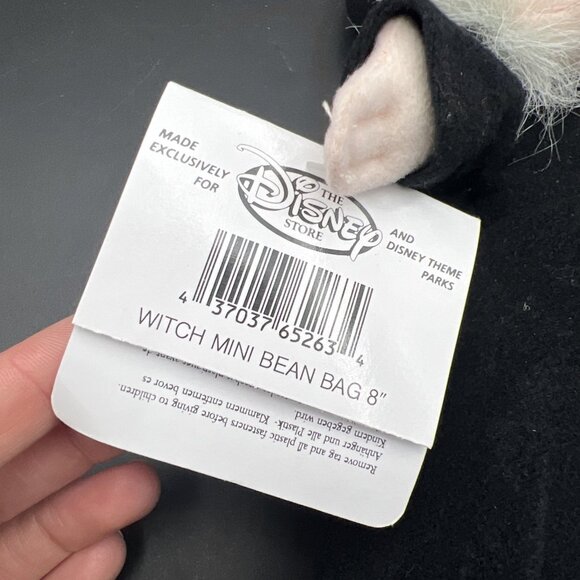 MADE
EXCLUSIVELY
FOR
THE
DISNEY
STORE
AND
DISNEY THEME
PARKS
4 37037 65263 4
WITCH MINI BEAN BAG 8"
Remove tag and all plastic fasteners before giving to children.
Anhänger und alle Plastik- Klammern entfernen bevor es
Kindern gegeben wird